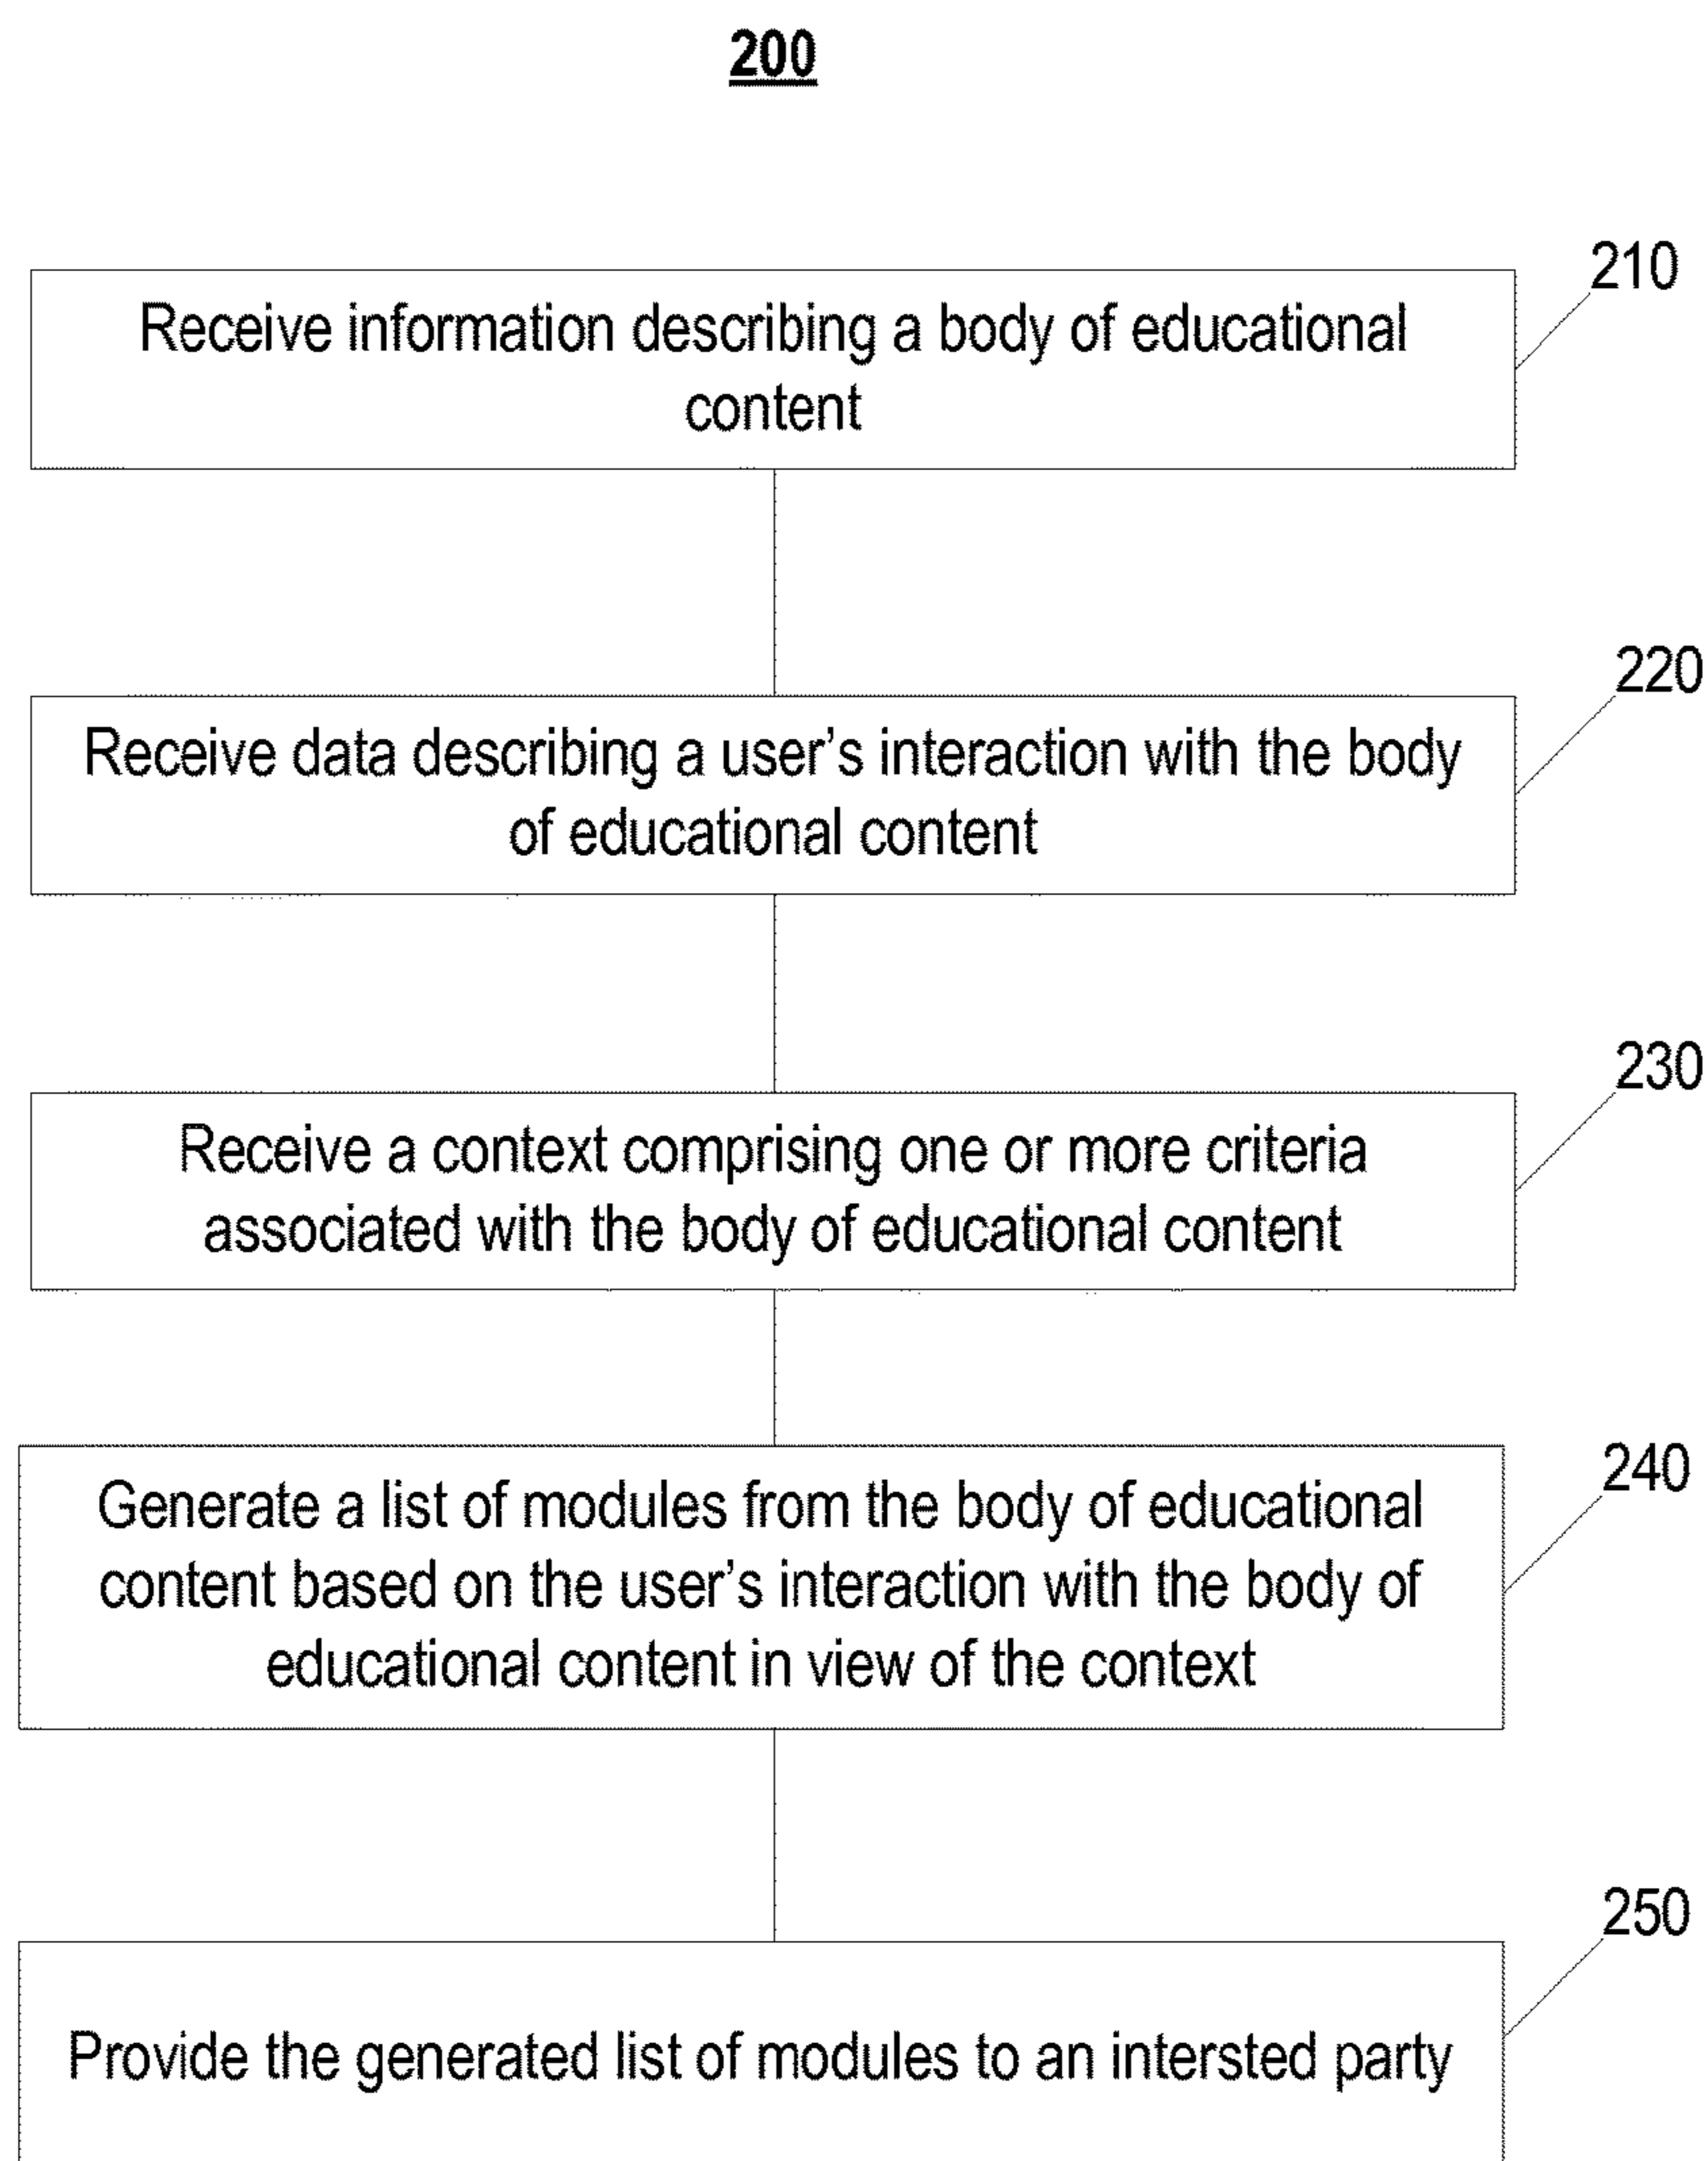 200
210
Receive information describing a body of educational
content
220
Receive data describing a user’s interaction with the body
of educational content
230
Receive a context comprising one or more criteria
associated with the body of educational content
240
Generate a list of modules from the body of educational
content based on the user’s interaction with the body of
educational content in view of the context
250
Provide the generated list of modules to an intersted party